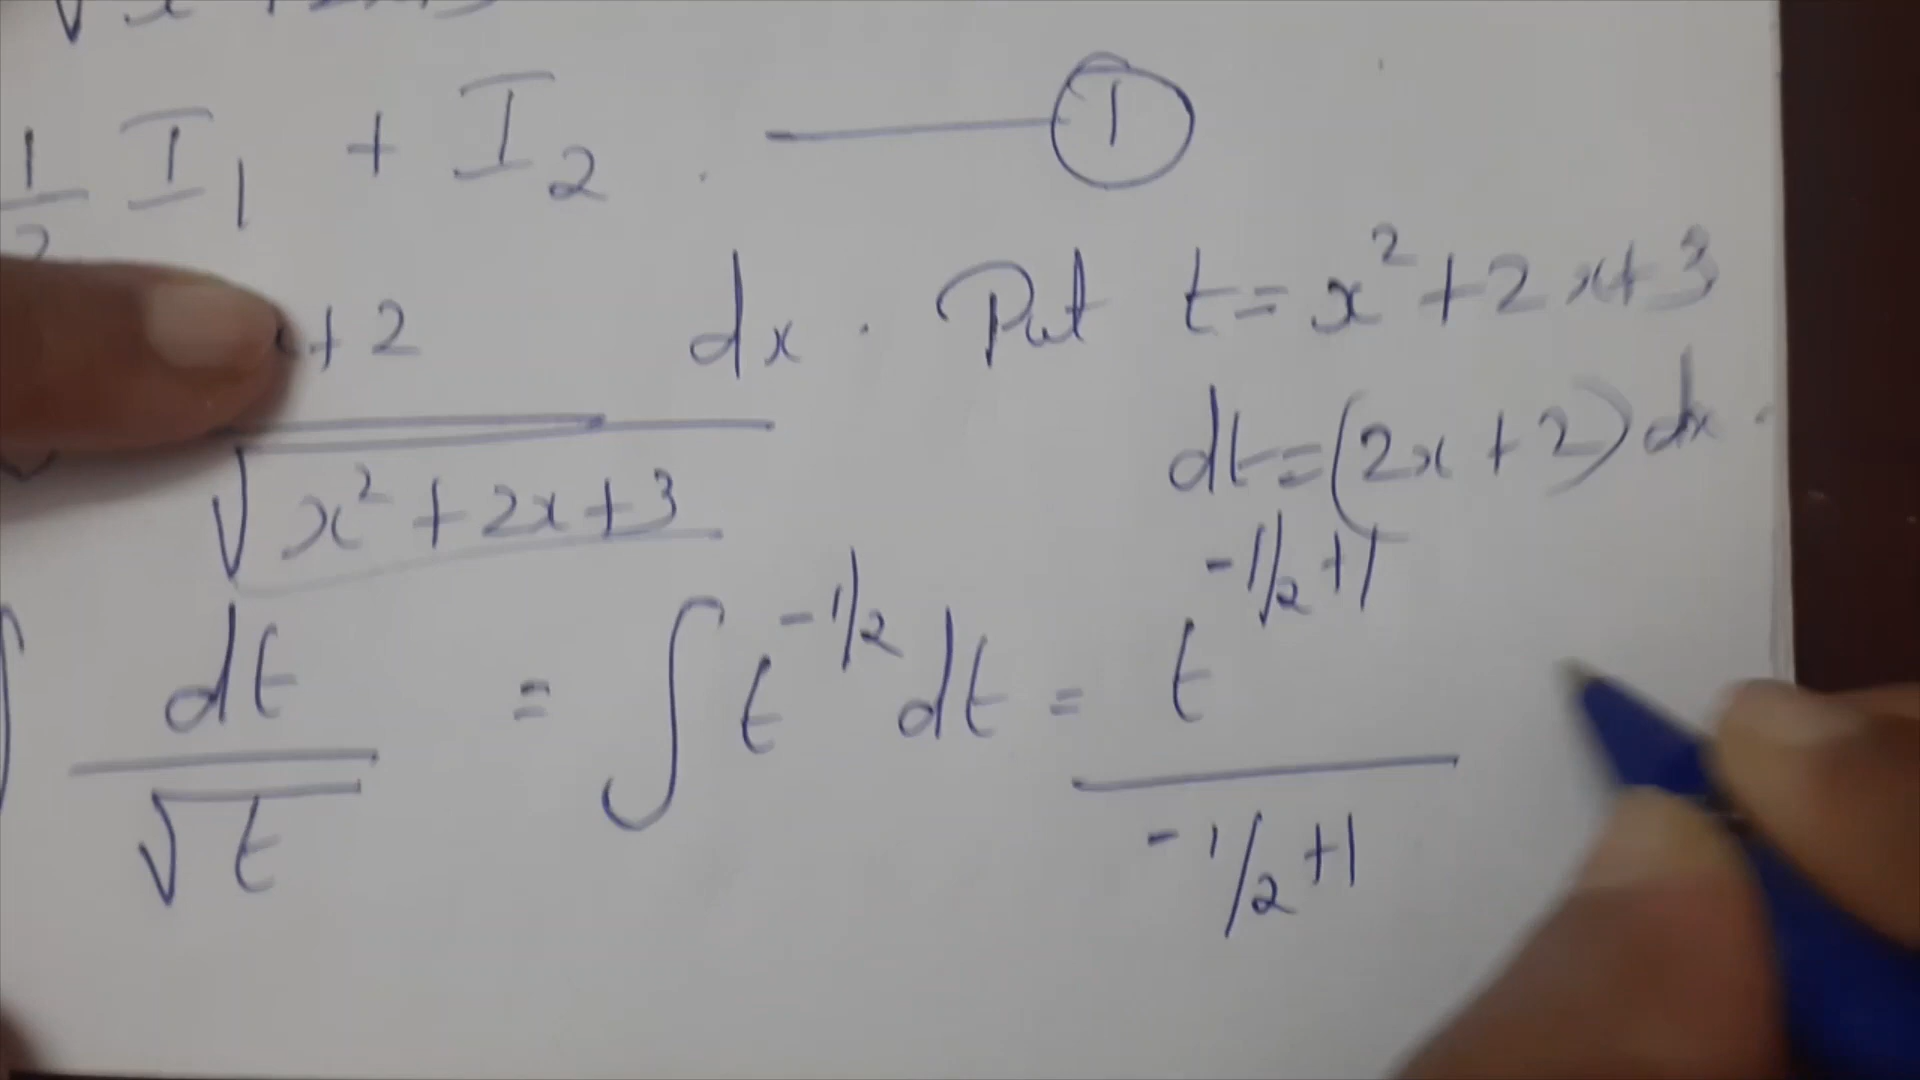 1/2 I₁ + I₂ . ——— ①
x+2 / √(x²+2x+3) dx . Put t = x²+2x+3
dt = (2x+2) dx .
∫ dt/√t = ∫ t^(-1/2) dt = t^(-1/2+1) / (-1/2+1)